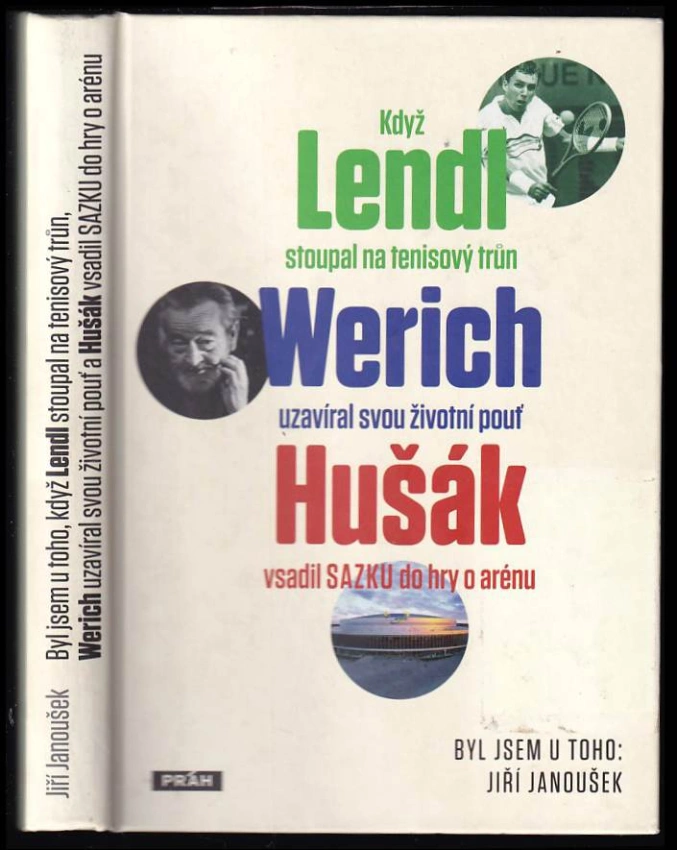 Jiří Janoušek
Byl jsem u toho, když Lendl stoupal na tenisový trůn,
Werich uzavíral svou životní pouť a Hušák vsadil SAZKU do hry o arénu
Když
Lendl
stoupal na tenisový trůn
Werich
uzavíral svou životní pouť
Hušák
vsadil SAZKU do hry o arénu
BYL JSEM U TOHO:
JIŘÍ JANOUŠEK
PRÁH